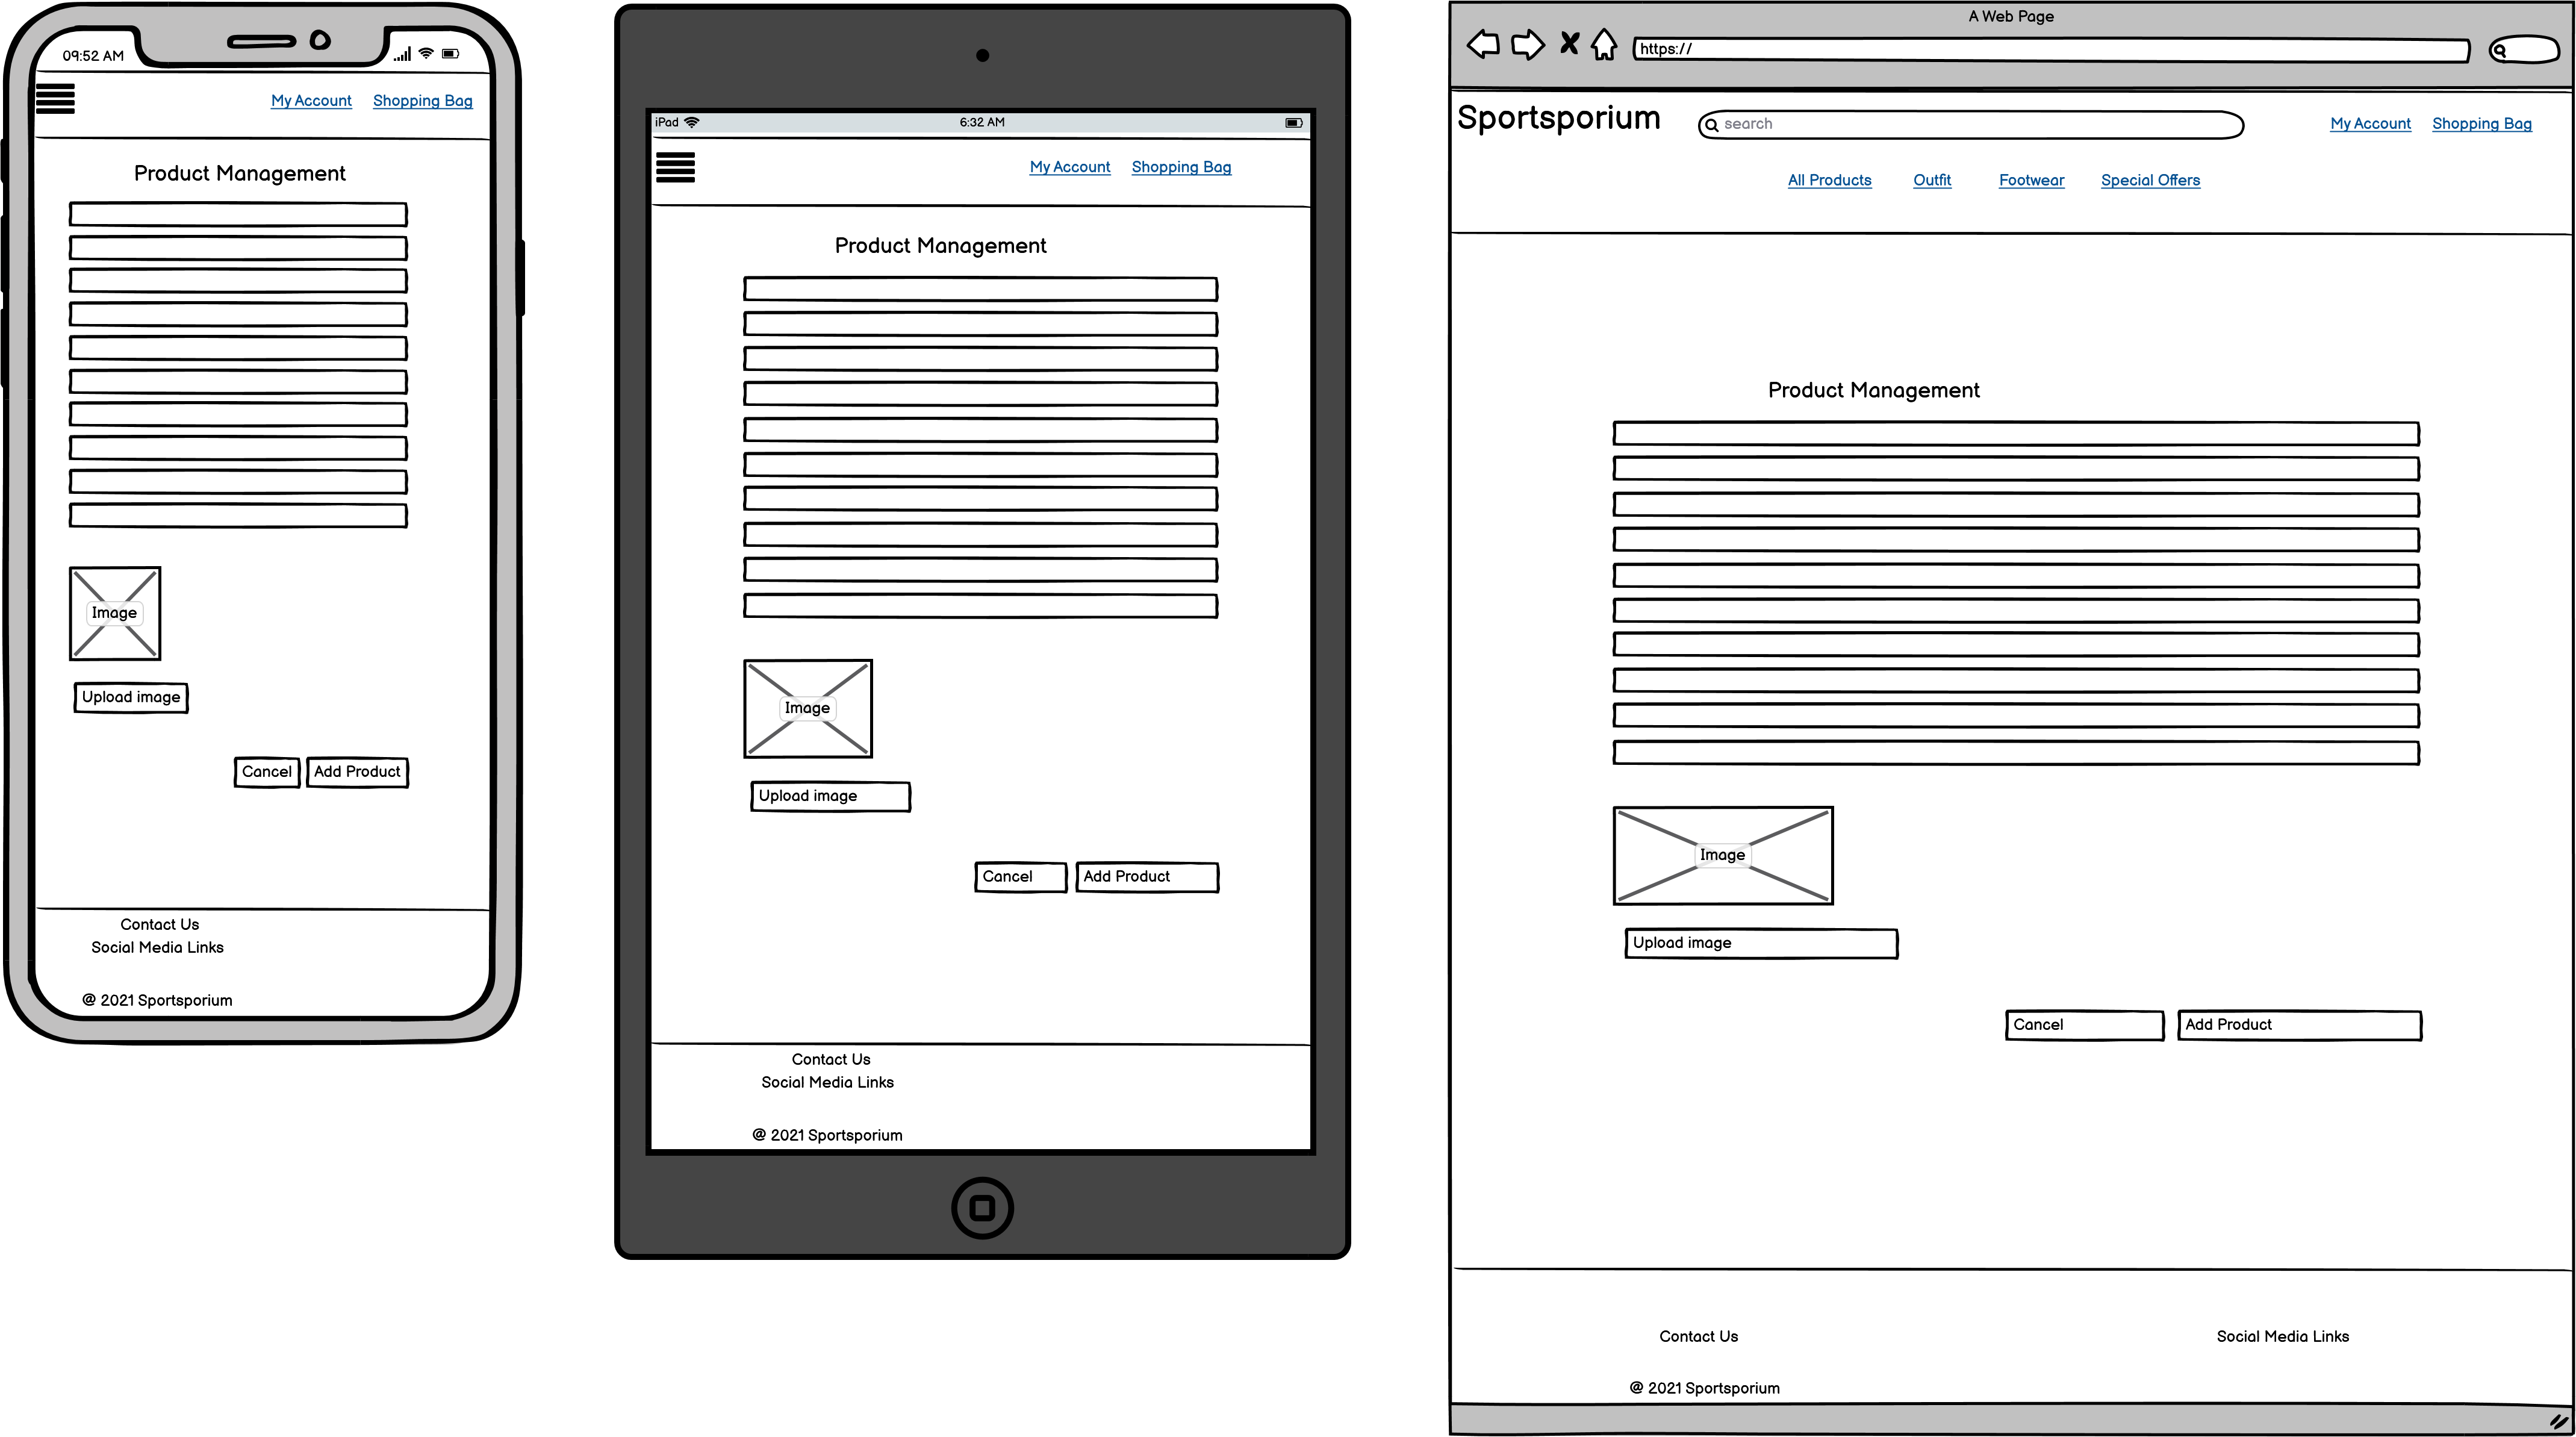 09:52 AM
My Account Shopping Bag
Product Management
Image
Upload image
Cancel Add Product
Contact Us
Social Media Links
@ 2021 Sportsporium
iPad 6:32 AM
My Account Shopping Bag
Product Management
Image
Upload image
Cancel Add Product
Contact Us
Social Media Links
@ 2021 Sportsporium
A Web Page
https://
Sportsporium search My Account Shopping Bag
All Products Outfit Footwear Special Offers
Product Management
Image
Upload image
Cancel Add Product
Contact Us Social Media Links
@ 2021 Sportsporium